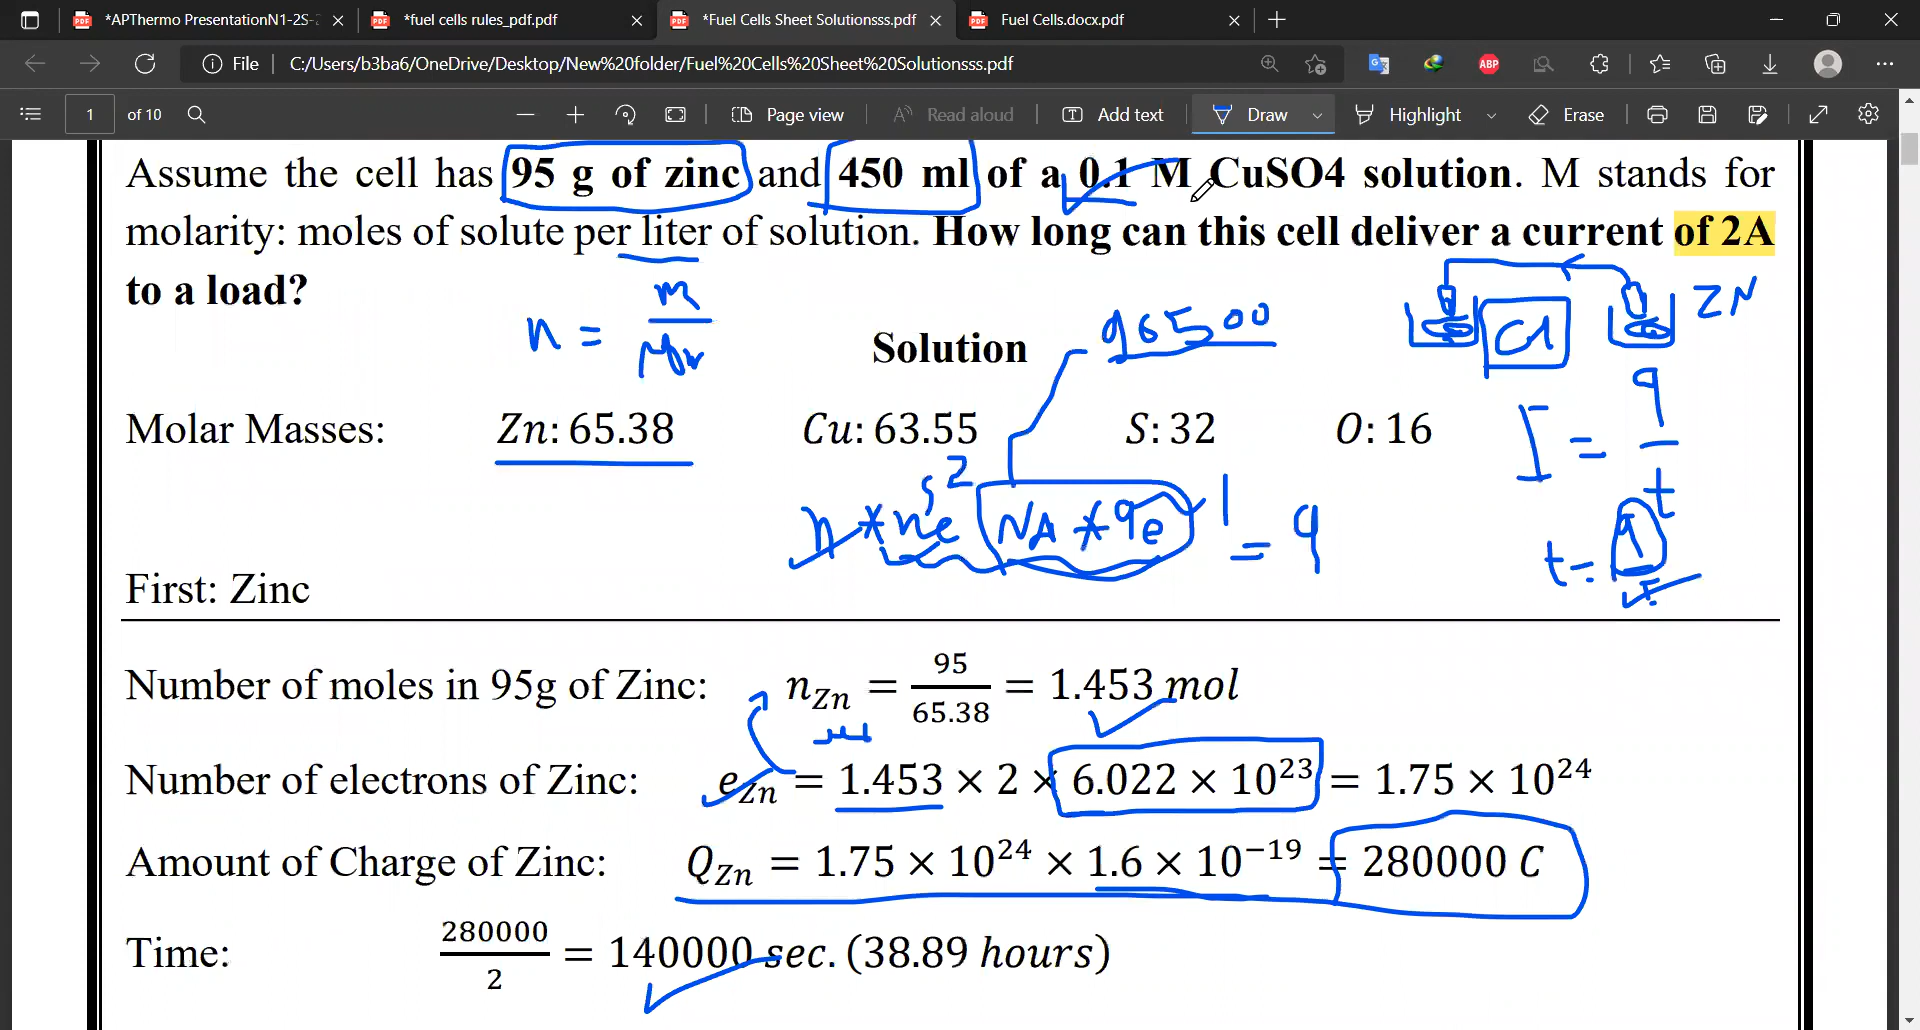 *APThermo PresentationN1-2S-
*fuel cells rules_pdf.pdf
*Fuel Cells Sheet Solutionsss.pdf
Fuel Cells.docx.pdf
File C:/Users/b3ba6/OneDrive/Desktop/New%20folder/Fuel%20Cells%20Sheet%20Solutionsss.pdf
ABP
1 of 10 Page view Read aloud Add text Draw Highlight Erase
Assume the cell has 95 g of zinc and 450 ml of a 0.1 M CuSO4 solution. M stands for
molarity: moles of solute per liter of solution. How long can this cell deliver a current of 2A
to a load?
ZN
n = m / Mw
Solution
96500
Cu
Molar Masses: Zn: 65.38 Cu: 63.55 S: 32 O: 16
I = q / t
2
n * ne NA * qe = q
t = q / I
First: Zinc
Number of moles in 95g of Zinc: n_Zn = 95 / 65.38 = 1.453 mol
Number of electrons of Zinc: e_Zn = 1.453 × 2 × 6.022 × 10^23 = 1.75 × 10^24
Amount of Charge of Zinc: Q_Zn = 1.75 × 10^24 × 1.6 × 10^−19 = 280000 C
Time: 280000 / 2 = 140000 sec. (38.89 hours)